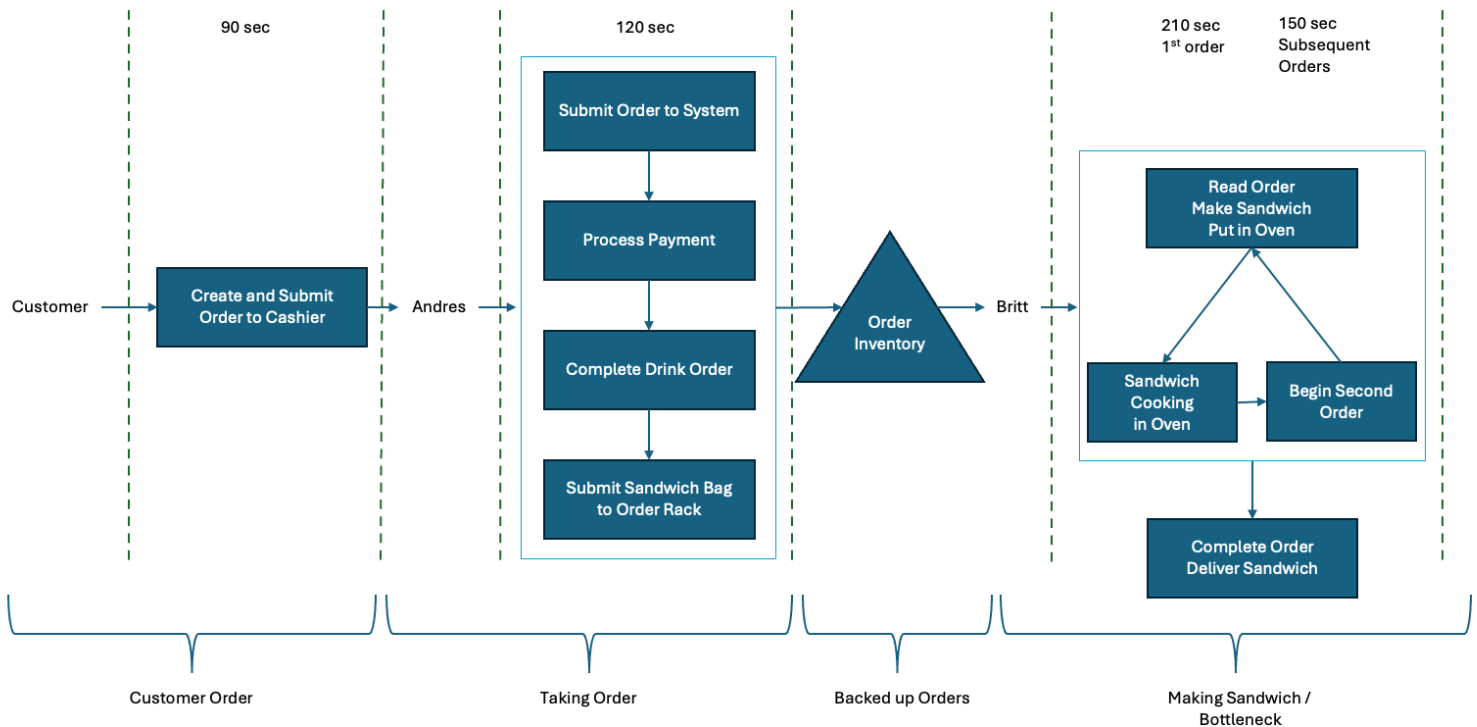 90 sec
120 sec
210 sec
1st order
150 sec
Subsequent
Orders
Customer
Create and Submit
Order to Cashier
Andres
Submit Order to System
Process Payment
Complete Drink Order
Submit Sandwich Bag
to Order Rack
Order
Inventory
Britt
Read Order
Make Sandwich
Put in Oven
Sandwich
Cooking
in Oven
Begin Second
Order
Complete Order
Deliver Sandwich
Customer Order
Taking Order
Backed up Orders
Making Sandwich /
Bottleneck